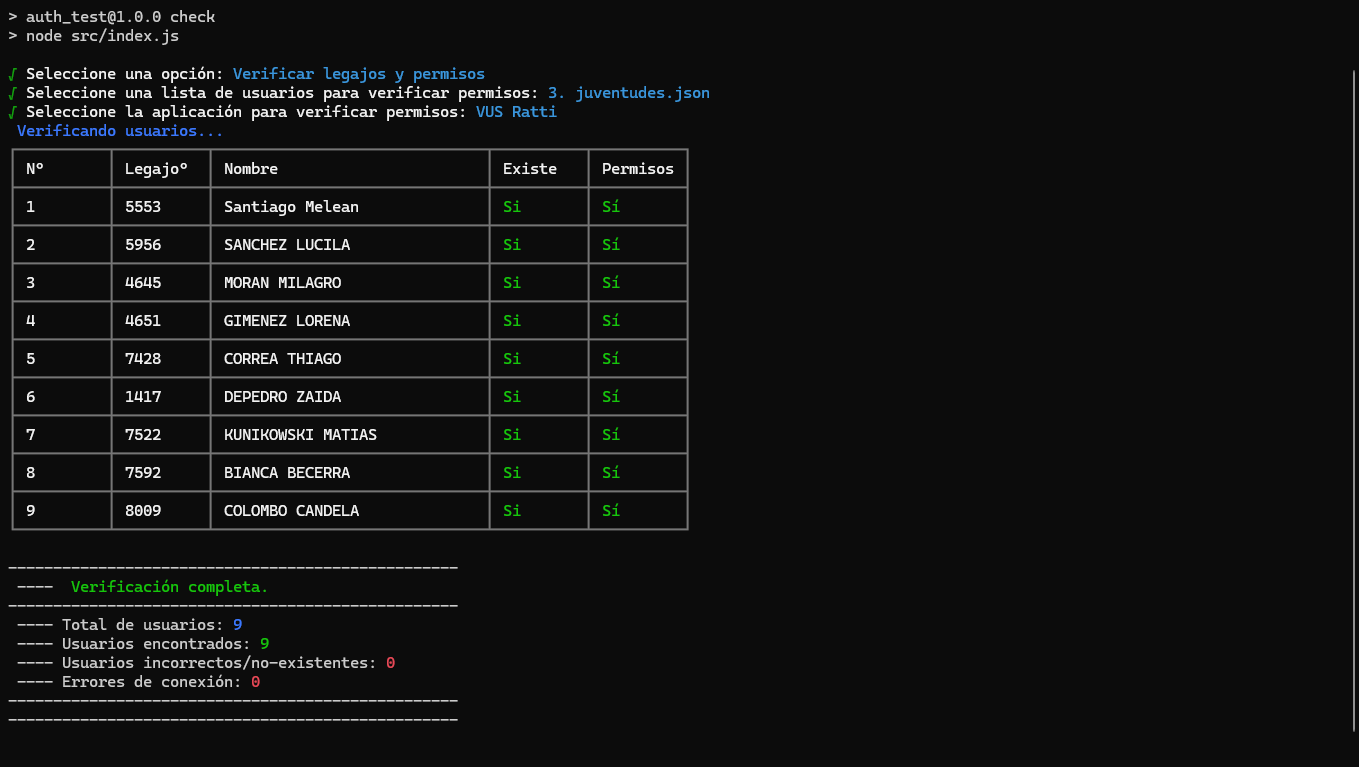 > auth_test@1.0.0 check
> node src/index.js
√ Seleccione una opción: Verificar legajos y permisos
√ Seleccione una lista de usuarios para verificar permisos: 3. juventudes.json
√ Seleccione la aplicación para verificar permisos: VUS Ratti
Verificando usuarios...
Nº Legajoº Nombre Existe Permisos
1 5553 Santiago Melean Si Sí
2 5956 SANCHEZ LUCILA Si Sí
3 4645 MORAN MILAGRO Si Sí
4 4651 GIMENEZ LORENA Si Sí
5 7428 CORREA THIAGO Si Sí
6 1417 DEPEDRO ZAIDA Si Sí
7 7522 KUNIKOWSKI MATIAS Si Sí
8 7592 BIANCA BECERRA Si Sí
9 8009 COLOMBO CANDELA Si Sí
--------------------------------------------------
---- Verificación completa.
--------------------------------------------------
---- Total de usuarios: 9
---- Usuarios encontrados: 9
---- Usuarios incorrectos/no-existentes: 0
---- Errores de conexión: 0
--------------------------------------------------
--------------------------------------------------